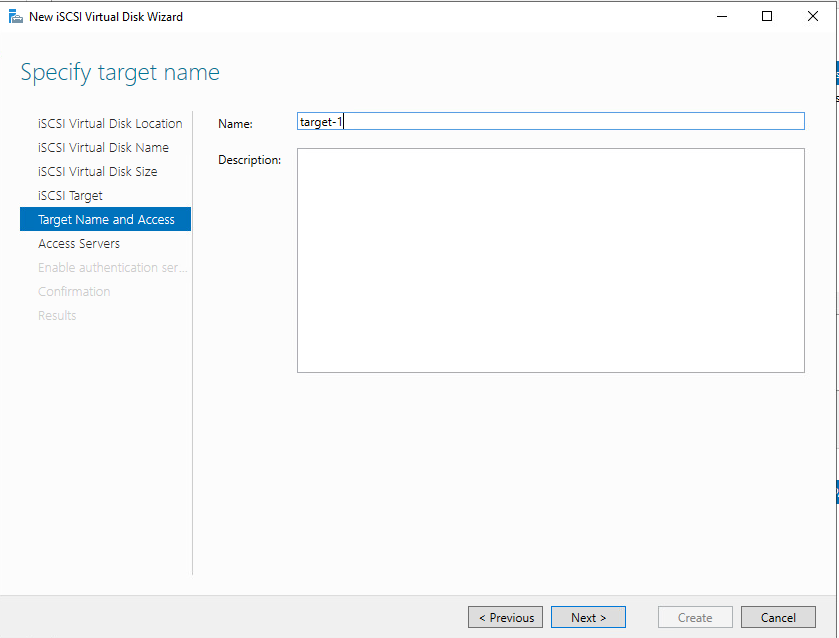 New iSCSI Virtual Disk Wizard
Specify target name
iSCSI Virtual Disk Location
iSCSI Virtual Disk Name
iSCSI Virtual Disk Size
iSCSI Target
Target Name and Access
Access Servers
Enable authentication ser...
Confirmation
Results
Name:
target-1
Description:
< Previous
Next >
Create
Cancel